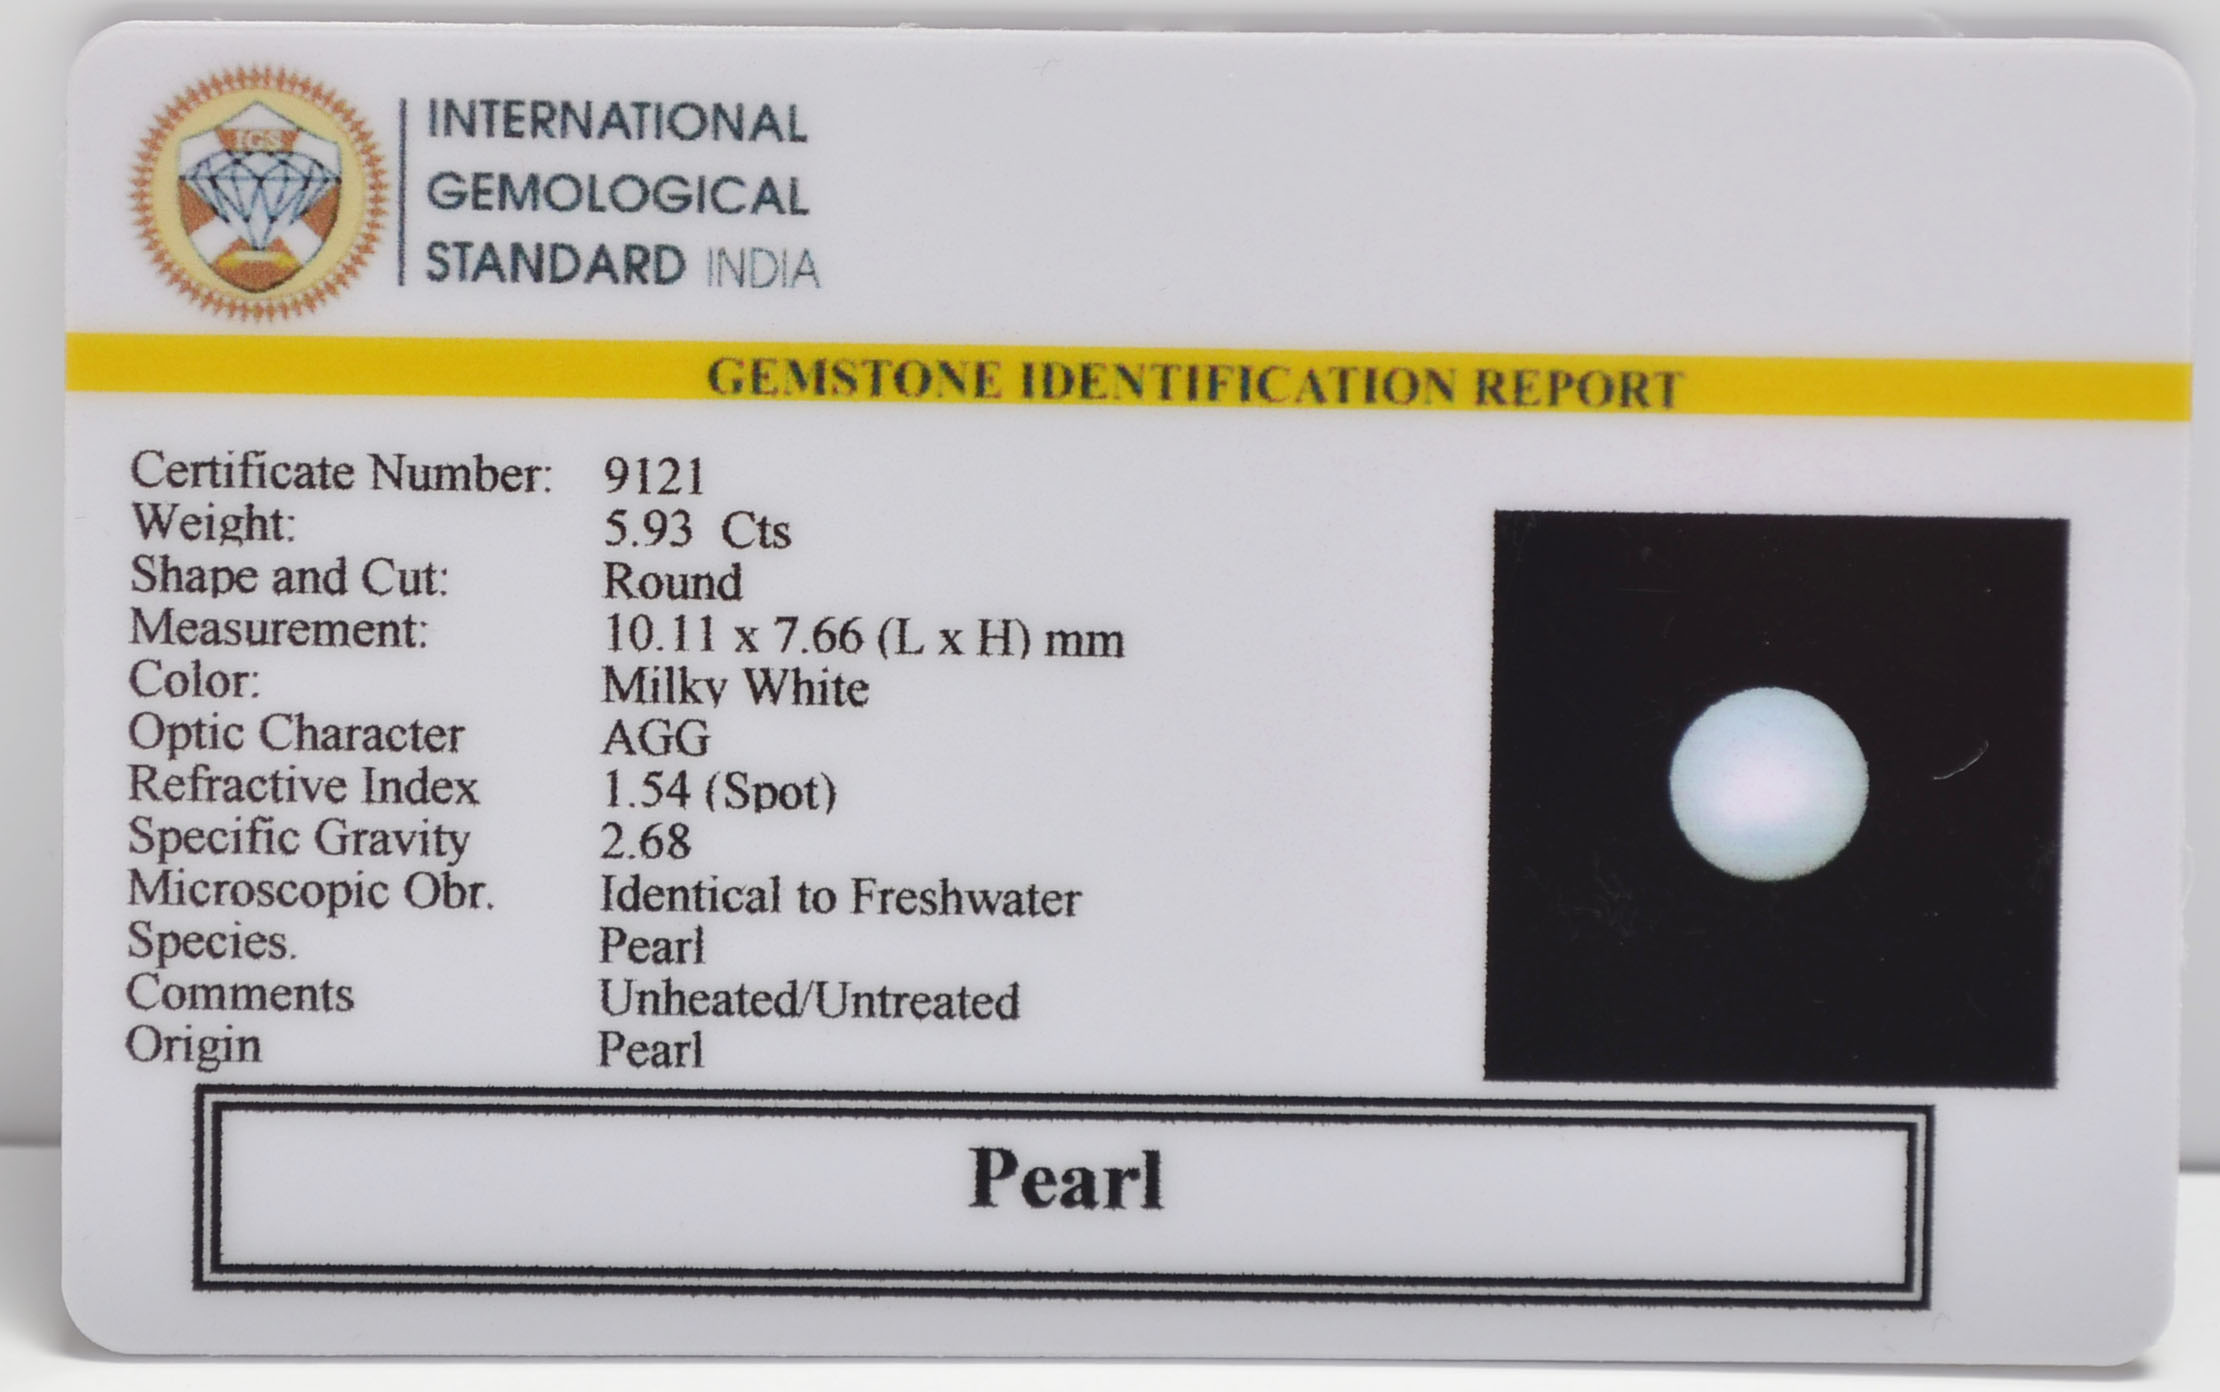 IGS
INTERNATIONAL
GEMOLOGICAL
STANDARD INDIA
GEMSTONE IDENTIFICATION REPORT
Certificate Number: 9121
Weight: 5.93 Cts
Shape and Cut: Round
Measurement: 10.11 x 7.66 (L x H) mm
Color: Milky White
Optic Character AGG
Refractive Index 1.54 (Spot)
Specific Gravity 2.68
Microscopic Obr. Identical to Freshwater
Species. Pearl
Comments Unheated/Untreated
Origin Pearl
Pearl